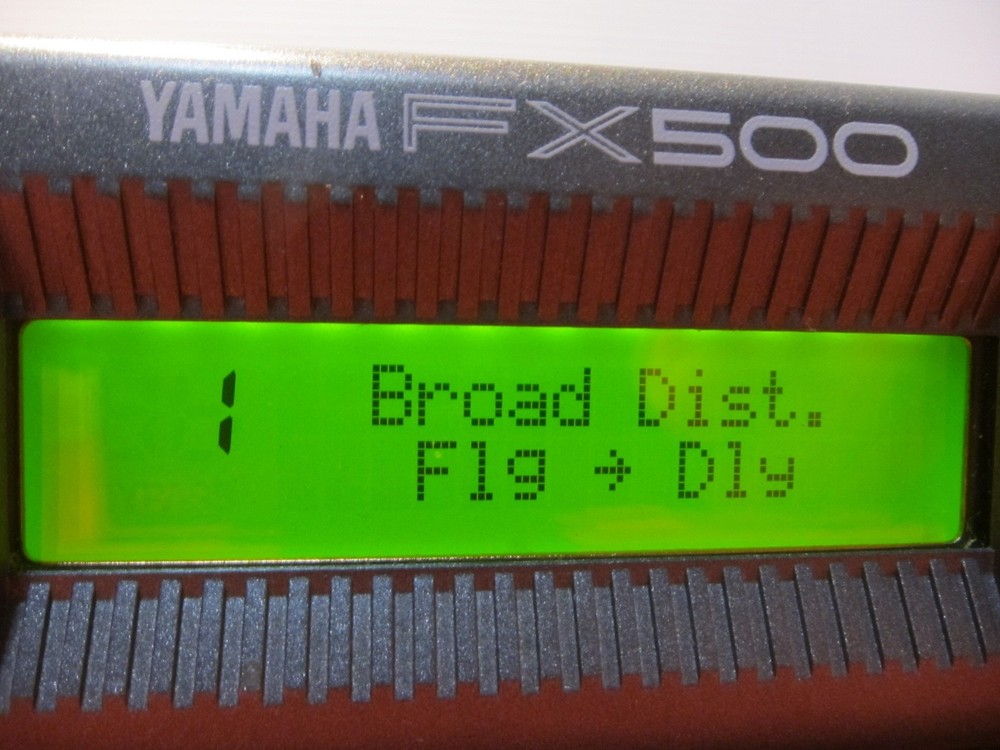 YAMAHA FX500
1 Broad Dist.
Flg → Dly